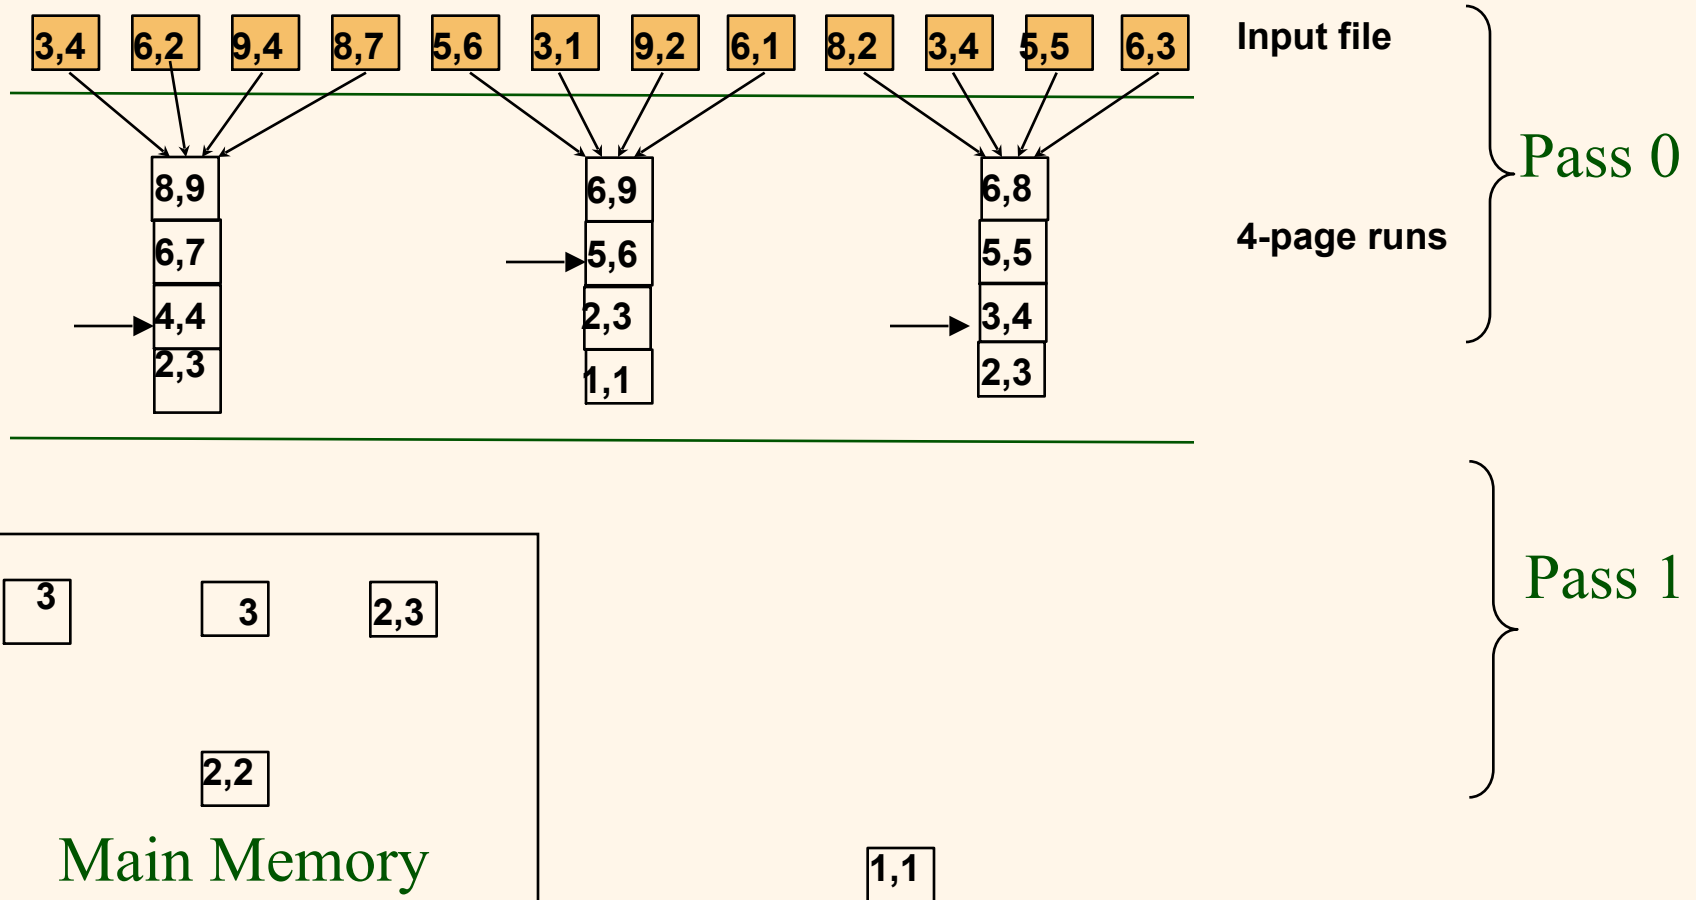 3,4 6,2 9,4 8,7 5,6 3,1 9,2 6,1 8,2 3,4 5,5 6,3 Input file
Pass 0
8,9 6,9 6,8
6,7 5,6 5,5 4-page runs
4,4 2,3 3,4
2,3 1,1 2,3
Pass 1
3 3 2,3
2,2
Main Memory
1,1